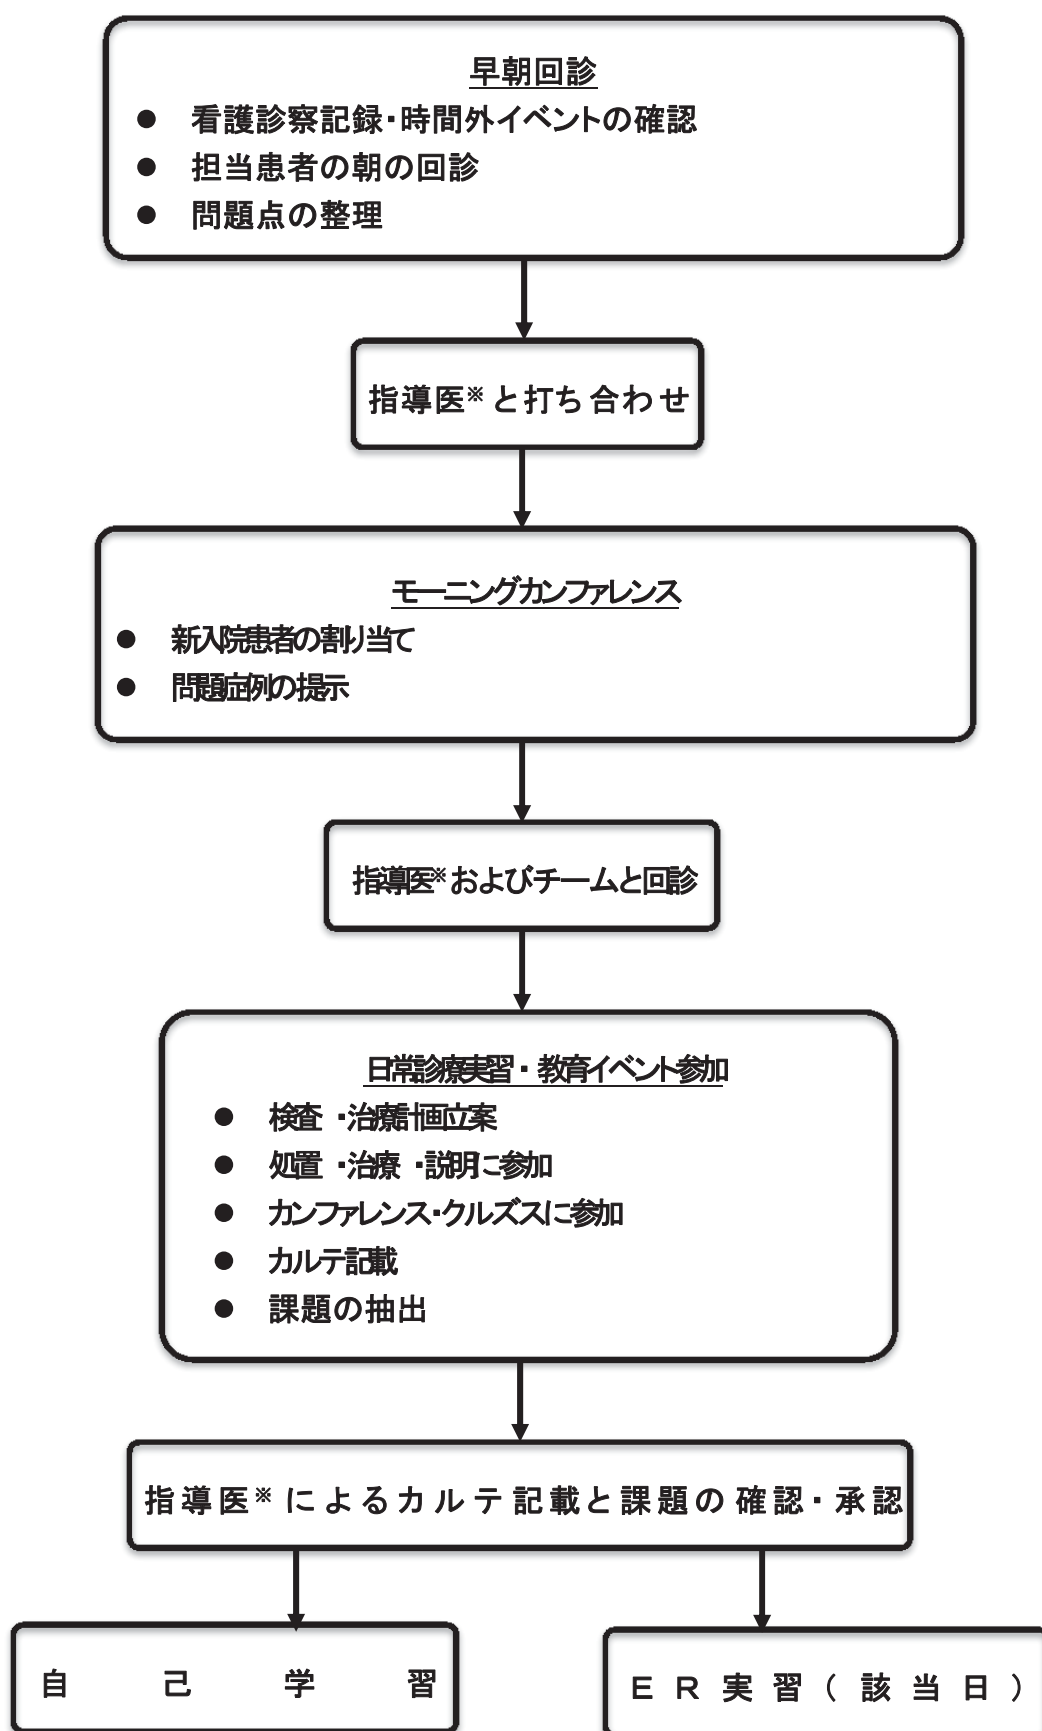 早朝回診
● 看護診察記録・時間外イベントの確認
● 担当患者の朝の回診
● 問題点の整理
指導医※と打ち合わせ
モーニングカンファレンス
● 新入院患者の割り当て
● 問題症例の提示
指導医※およびチームと回診
日常診療実習・教育イベント参加
● 検査・治療計画立案
● 処置・治療・説明に参加
● カンファレンス・クルズスに参加
● カルテ記載
● 課題の抽出
指導医※によるカルテ記載と課題の確認・承認
自己学習
ER実習(該当日)